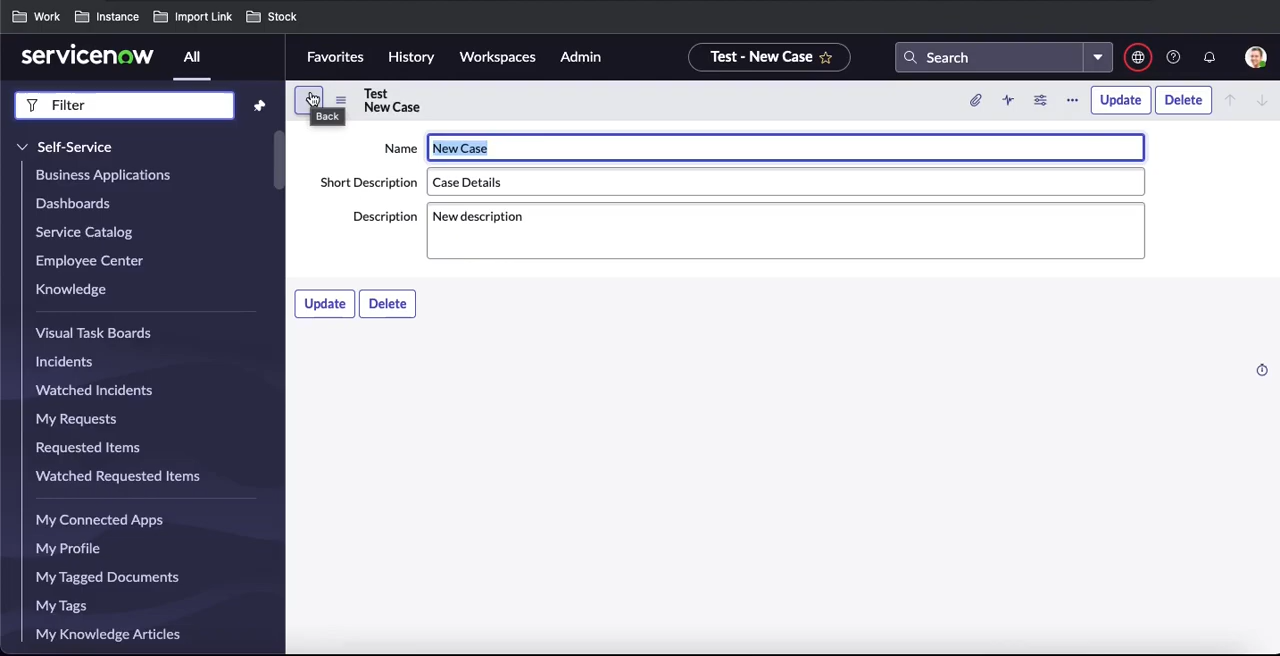 Work Instance Import Link Stock
servicenow All Favorites History Workspaces Admin Test - New Case Search
Filter
Back
Test
New Case
Update Delete
Name New Case
Short Description Case Details
Description New description
Update Delete
Self-Service
Business Applications
Dashboards
Service Catalog
Employee Center
Knowledge
Visual Task Boards
Incidents
Watched Incidents
My Requests
Requested Items
Watched Requested Items
My Connected Apps
My Profile
My Tagged Documents
My Tags
My Knowledge Articles